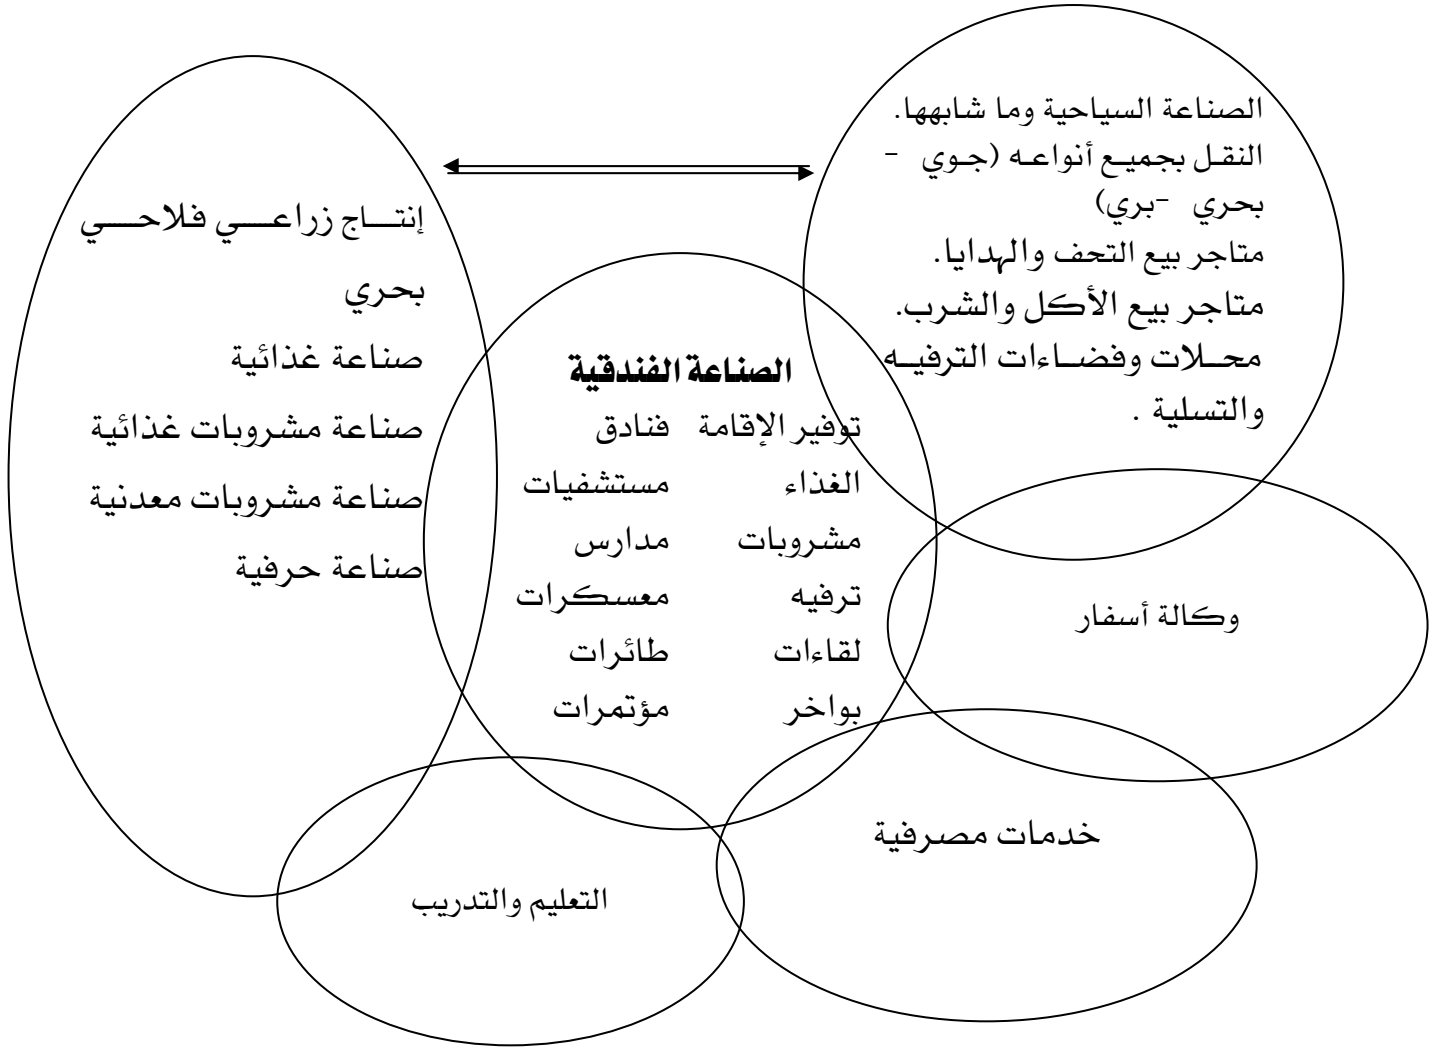 الصناعة السياحية وما شابهها.
النقل بجميع أنواعه (جوي -
بحري -بري)
متاجر بيع التحف والهدايا.
متاجر بيع الأكل والشرب.
محلات وفضاءات الترفيه
والتسلية .
إنتاج زراعي فلاحي
بحري
صناعة غذائية
صناعة مشروبات غذائية
صناعة مشروبات معدنية
صناعة حرفية
الصناعة الفندقية
توفير الإقامة فنادق
الغذاء مستشفيات
مشروبات مدارس
ترفيه معسكرات
لقاءات طائرات
بواخر مؤتمرات
وكالة أسفار
خدمات مصرفية
التعليم والتدريب